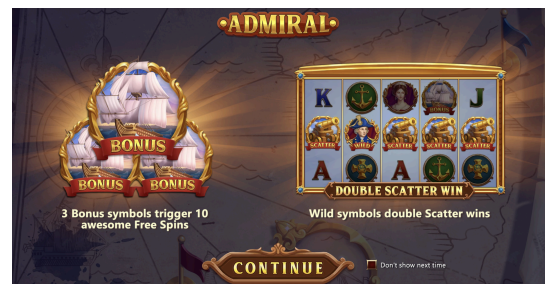 ADMIRAL
BONUS
BONUS BONUS
3 Bonus symbols trigger 10
awesome Free Spins
K BONUS J
SCATTER WILD SCATTER SCATTER SCATTER
A A
DOUBLE SCATTER WIN
Wild symbols double Scatter wins
CONTINUE
Don't show next time